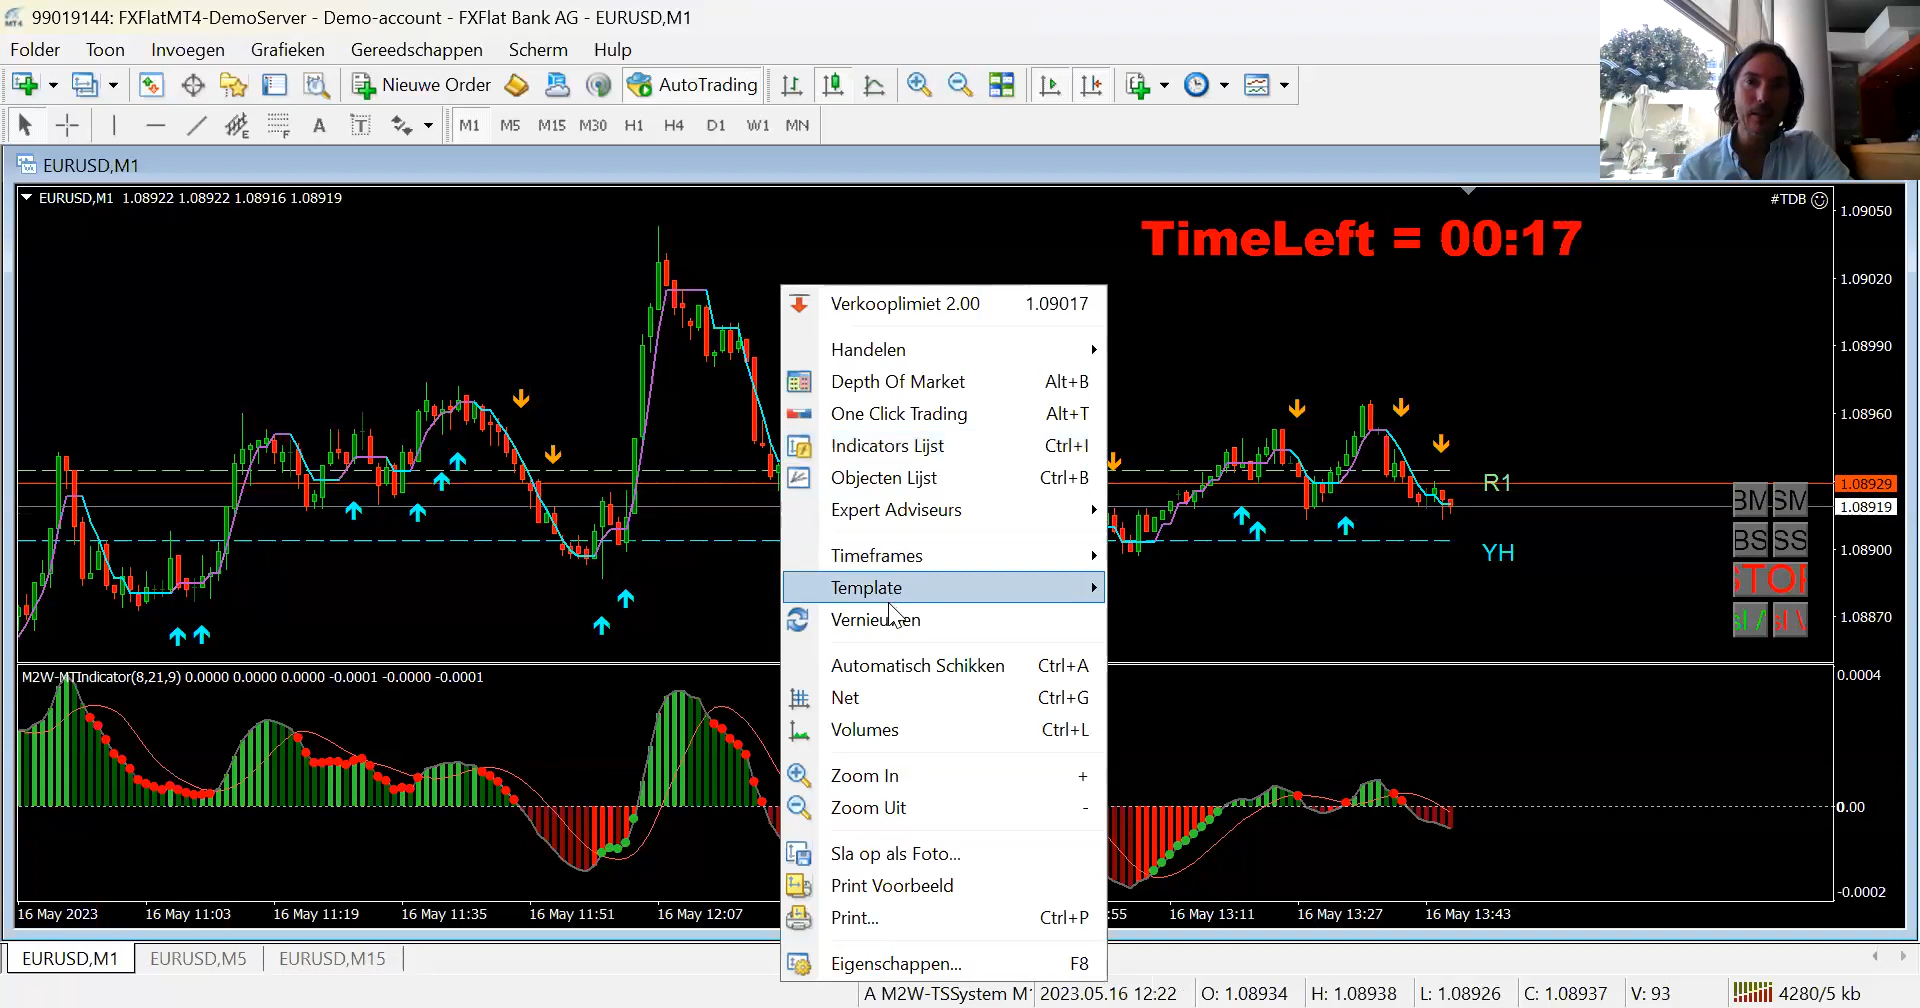 99019144: FXFlatMT4-DemoServer - Demo-account - FXFlat Bank AG - EURUSD,M1
Folder Toon Invoegen Grafieken Gereedschappen Scherm Hulp
Nieuwe Order AutoTrading
A T M1 M5 M15 M30 H1 H4 D1 W1 MN
EURUSD,M1
EURUSD,M1 1.08922 1.08922 1.08916 1.08919
#TDB
TimeLeft = 00:17
1.09050
1.09020
1.08990
1.08960
1.08929
1.08919
1.08900
1.08870
R1
YH
BM SM
BS SS
STOP
Verkooplimiet 2.00 1.09017
Handelen
Depth Of Market Alt+B
One Click Trading Alt+T
Indicators Lijst Ctrl+I
Objecten Lijst Ctrl+B
Expert Adviseurs
Timeframes
Template
Vernieuwen
Automatisch Schikken Ctrl+A
Net Ctrl+G
Volumes Ctrl+L
Zoom In +
Zoom Uit -
Sla op als Foto...
Print Voorbeeld
Print... Ctrl+P
Eigenschappen... F8
M2W-MTIndicator(8,21,9) 0.0000 0.0000 0.0000 -0.0001 -0.0000 -0.0001
0.0004
0.00
-0.0002
16 May 2023 16 May 11:03 16 May 11:19 16 May 11:35 16 May 11:51 16 May 12:07 :55 16 May 13:11 16 May 13:27 16 May 13:43
EURUSD,M1 EURUSD,M5 EURUSD,M15
A M2W-TSSystem M 2023.05.16 12:22 O: 1.08934 H: 1.08938 L: 1.08926 C: 1.08937 V: 93 4280/5 kb